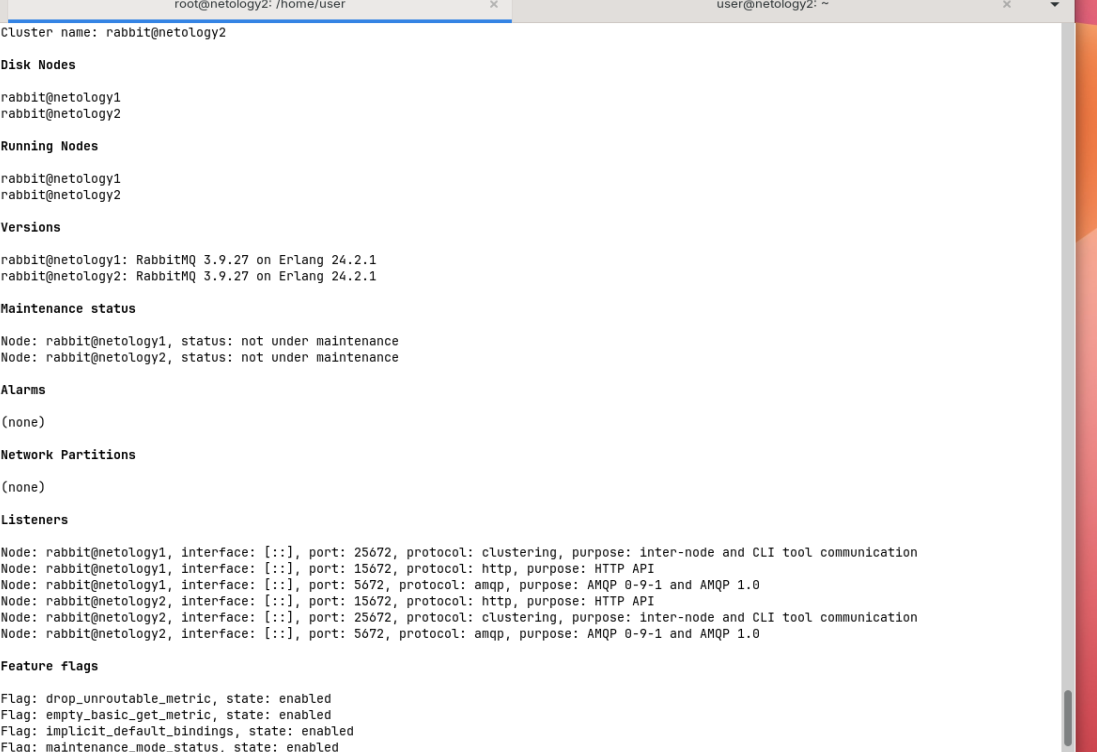 root@netology2: /home/user
user@netology2: ~
Cluster name: rabbit@netology2
Disk Nodes
rabbit@netology1
rabbit@netology2
Running Nodes
rabbit@netology1
rabbit@netology2
Versions
rabbit@netology1: RabbitMQ 3.9.27 on Erlang 24.2.1
rabbit@netology2: RabbitMQ 3.9.27 on Erlang 24.2.1
Maintenance status
Node: rabbit@netology1, status: not under maintenance
Node: rabbit@netology2, status: not under maintenance
Alarms
(none)
Network Partitions
(none)
Listeners
Node: rabbit@netology1, interface: [::], port: 25672, protocol: clustering, purpose: inter-node and CLI tool communication
Node: rabbit@netology1, interface: [::], port: 15672, protocol: http, purpose: HTTP API
Node: rabbit@netology1, interface: [::], port: 5672, protocol: amqp, purpose: AMQP 0-9-1 and AMQP 1.0
Node: rabbit@netology2, interface: [::], port: 15672, protocol: http, purpose: HTTP API
Node: rabbit@netology2, interface: [::], port: 25672, protocol: clustering, purpose: inter-node and CLI tool communication
Node: rabbit@netology2, interface: [::], port: 5672, protocol: amqp, purpose: AMQP 0-9-1 and AMQP 1.0
Feature flags
Flag: drop_unroutable_metric, state: enabled
Flag: empty_basic_get_metric, state: enabled
Flag: implicit_default_bindings, state: enabled
Flag: maintenance_mode_status, state: enabled